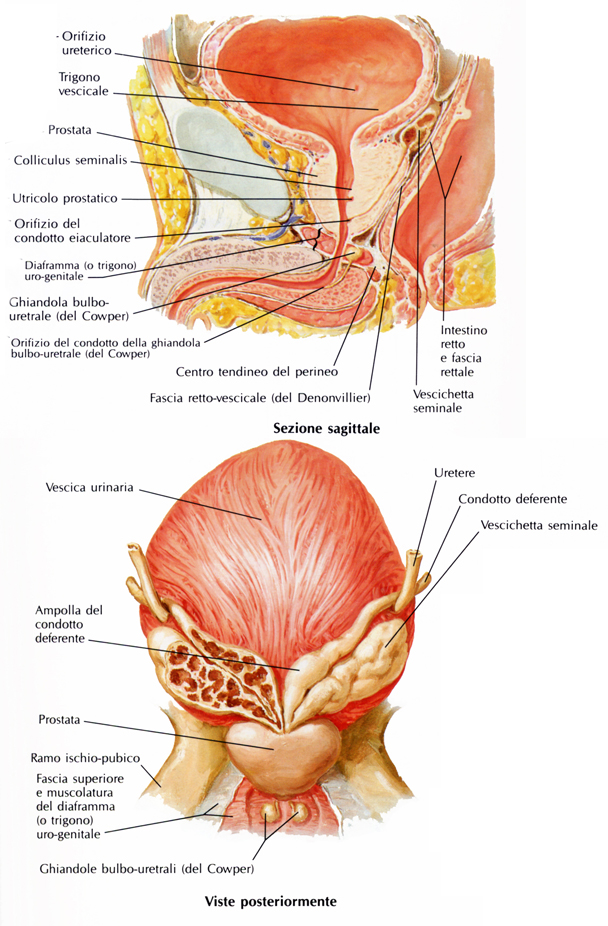 - Orifizio
ureterico
Trigono
vescicale
Prostata
Colliculus seminalis
Utricolo prostatico
Orifizio del
condotto eiaculatore
Diaframma (o trigono)
uro-genitale
Ghiandola bulbo-
uretrale (del Cowper)
Orifizio del condotto della ghiandola
bulbo-uretrale (del Cowper)
Centro tendineo del perineo
Fascia retto-vescicale (del Denonvillier)
Intestino
retto
e fascia
rettale
Vescichetta
seminale
Sezione sagittale
Vescica urinaria
Uretere
Condotto deferente
Vescichetta seminale
Ampolla del
condotto
deferente
Prostata
Ramo ischio-pubico
Fascia superiore
e muscolatura
del diaframma
(o trigono)
uro-genitale
Ghiandole bulbo-uretrali (del Cowper)
Viste posteriormente